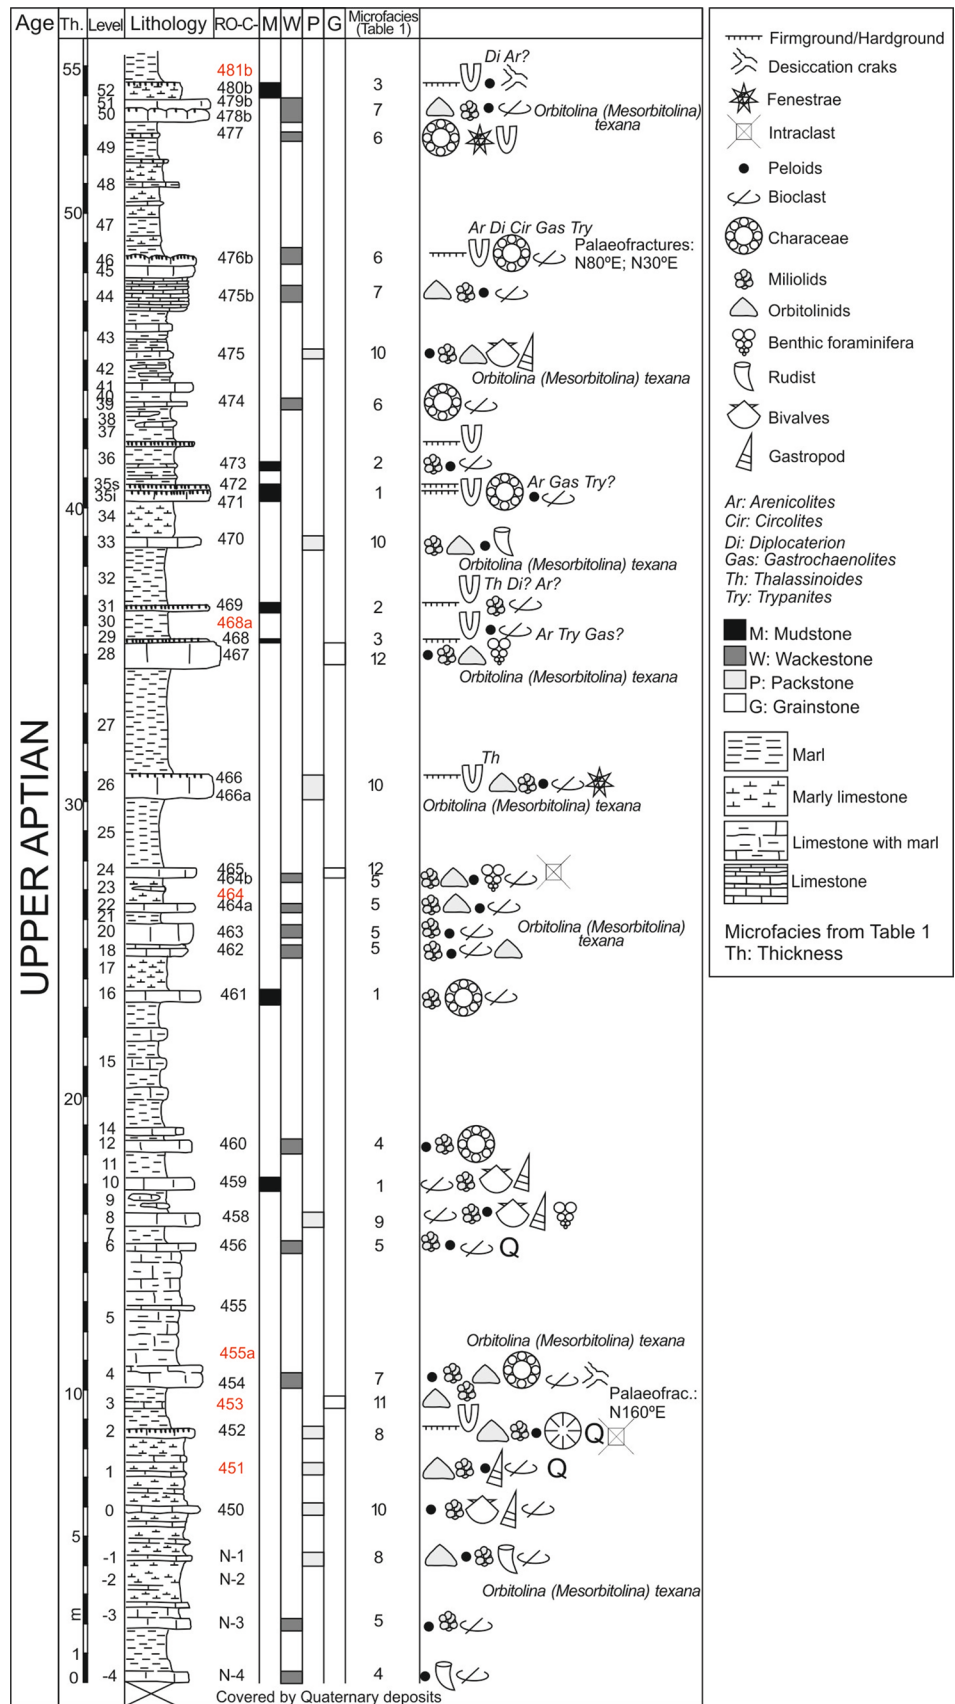 Age Th. Level Lithology RO-C- M W P G Microfacies (Table 1)
UPPER APTIAN
55
481b
Di Ar?
52 480b 3
51 479b
50 478b 7 Orbitolina (Mesorbitolina) texana
477 6
49
48
50
47
Ar Di Cir Gas Try
46 476b 6 Palaeofractures: N80ºE; N30ºE
45
44 475b 7
43
475 10
42
Orbitolina (Mesorbitolina) texana
41
40
39 474 6
38
37
36
473 2
35s 472
35i 1 Ar Gas Try?
471
40
34
33 470 10
Orbitolina (Mesorbitolina) texana
32
Th Di? Ar?
31 469 2
30 468a
29 468 3 Ar Try Gas?
28 467 12
Orbitolina (Mesorbitolina) texana
27
Th
466
26 10
466a
30
Orbitolina (Mesorbitolina) texana
25
24 465 12
464b 5
23 464
22 464a 5
21
20 463 5 Orbitolina (Mesorbitolina) texana
18 462 5
17
16 461 1
15
20
14
12 460 4
11
10 459 1
9
8 458 9
7
6 456 5 Q
455
5
Orbitolina (Mesorbitolina) texana
455a
4 454 7
10
Palaeofrac.: N160ºE
3 453 11
2 452 8 Q
1 451 Q
0 450 10
5
-1 N-1 8
-2 N-2
Orbitolina (Mesorbitolina) texana
-3 N-3 5
m
1
0 -4 N-4 4
Covered by Quaternary deposits
Firmground/Hardground
Desiccation craks
Fenestrae
Intraclast
Peloids
Bioclast
Characeae
Miliolids
Orbitolinids
Benthic foraminifera
Rudist
Bivalves
Gastropod
Ar: Arenicolites
Cir: Circolites
Di: Diplocaterion
Gas: Gastrochaenolites
Th: Thalassinoides
Try: Trypanites
M: Mudstone
W: Wackestone
P: Packstone
G: Grainstone
Marl
Marly limestone
Limestone with marl
Limestone
Microfacies from Table 1
Th: Thickness